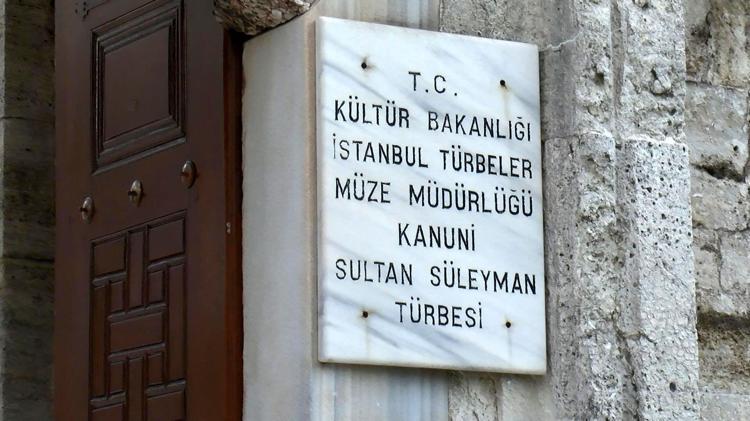 T.C.
KÜLTÜR BAKANLIĞI
İSTANBUL TÜRBELER
MÜZE MÜDÜRLÜĞÜ
KANUNİ
SULTAN SÜLEYMAN
TÜRBESİ